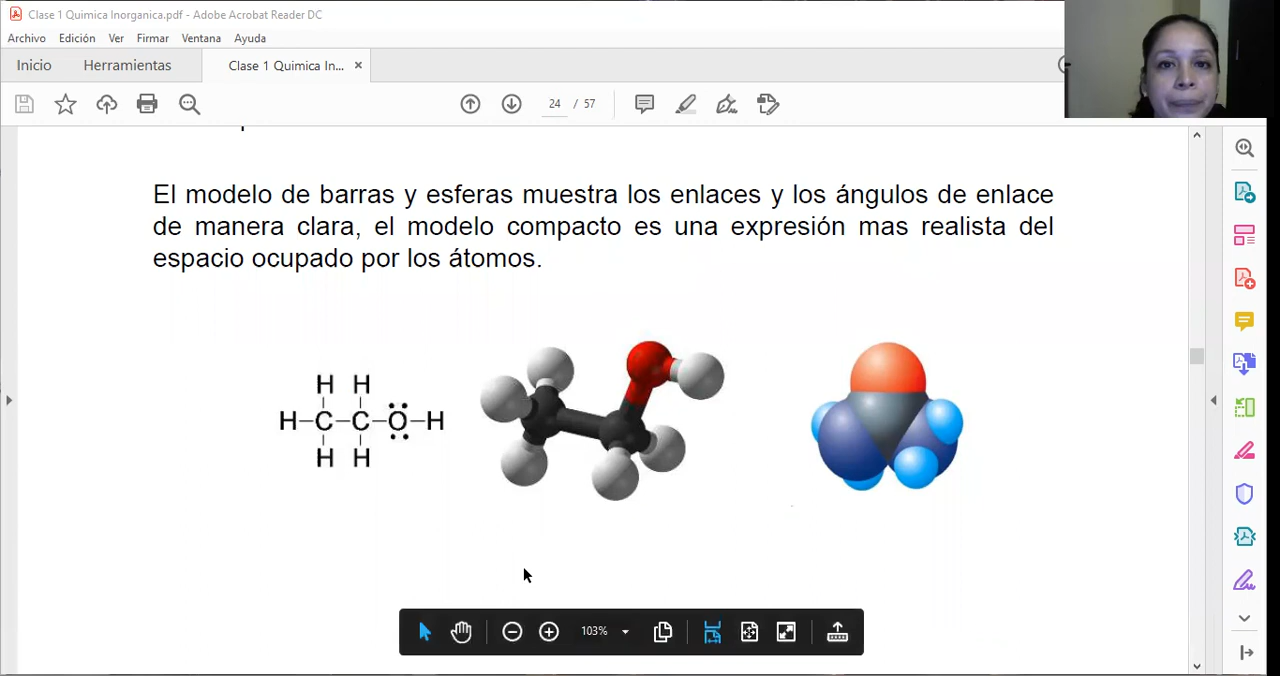 Clase 1 Quimica Inorganica.pdf - Adobe Acrobat Reader DC
Archivo Edición Ver Firmar Ventana Ayuda
Inicio Herramientas Clase 1 Quimica In... ×
24 / 57
El modelo de barras y esferas muestra los enlaces y los ángulos de enlace
de manera clara, el modelo compacto es una expresión mas realista del
espacio ocupado por los átomos.
H H
H–C–C–O–H
H H
103%